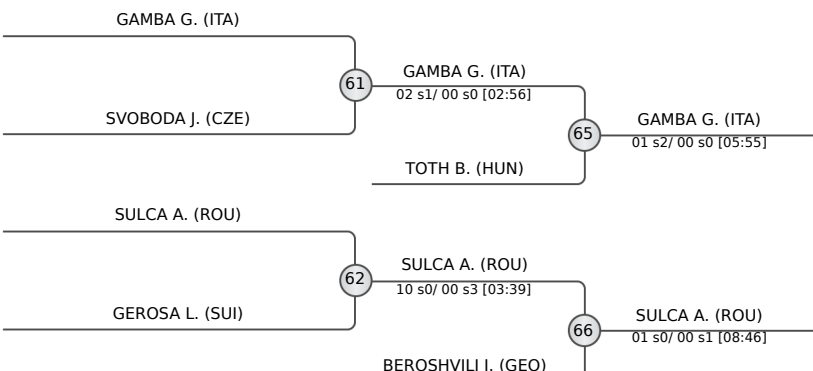 GAMBA G. (ITA)
61
GAMBA G. (ITA)
02 s1/ 00 s0 [02:56]
SVOBODA J. (CZE)
65
GAMBA G. (ITA)
01 s2/ 00 s0 [05:55]
TOTH B. (HUN)
SULCA A. (ROU)
62
SULCA A. (ROU)
10 s0/ 00 s3 [03:39]
GEROSA L. (SUI)
66
SULCA A. (ROU)
01 s0/ 00 s1 [08:46]
BEROSHVILI I. (GEO)